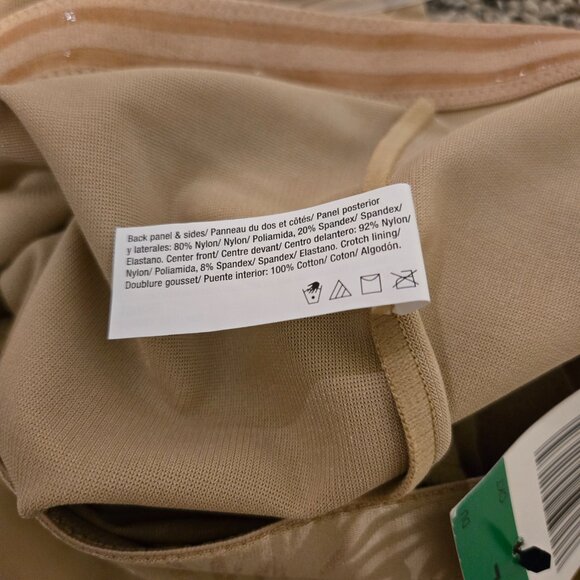 Back panel & sides/ Panneau du dos et côtés/ Panel posterior
y laterales: 80% Nylon/ Nylon/ Poliamida, 20% Spandex/ Spandex/
Elastano. Center front/ Centre devant/ Centro delantero: 92% Nylon/
Nylon/ Poliamida, 8% Spandex/ Spandex/ Elastano. Crotch lining/
Doublure gousset/ Puente interior: 100% Cotton/ Coton/ Algodón.